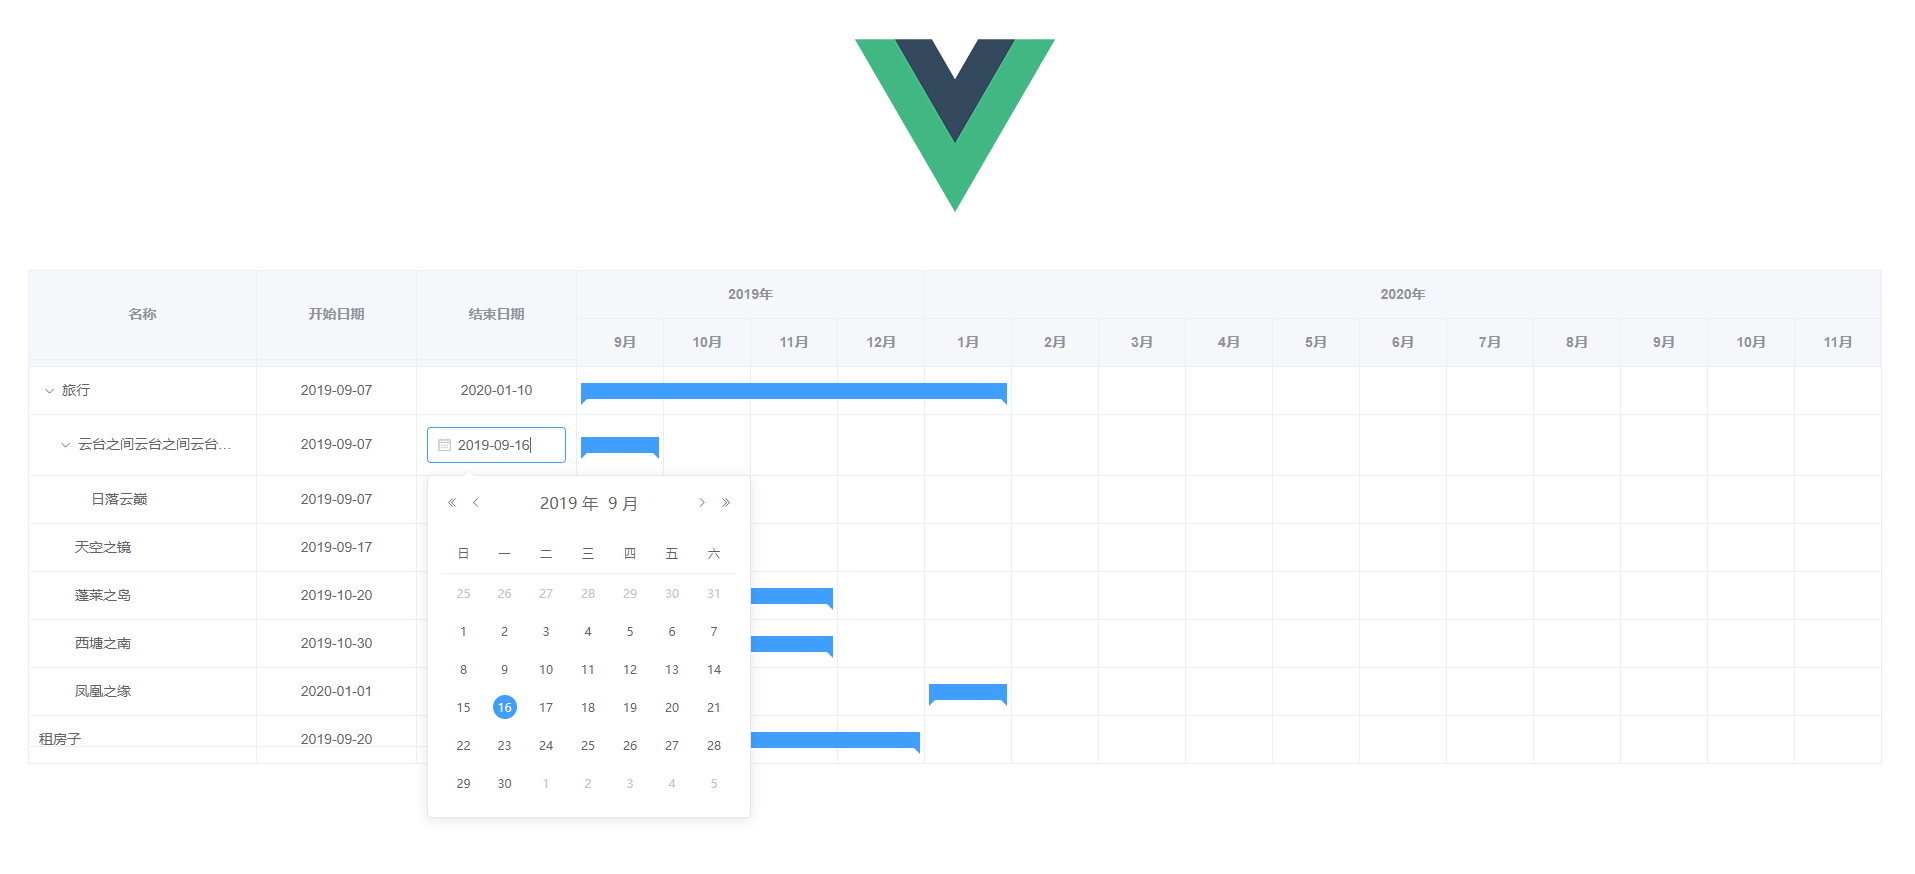 名称 开始日期 结束日期 2019年 2020年
9月 10月 11月 12月 1月 2月 3月 4月 5月 6月 7月 8月 9月 10月 11月
旅行 2019-09-07 2020-01-10
云台之间云台之间云台... 2019-09-07 2019-09-16
日落云巅 2019-09-07
天空之镜 2019-09-17
蓬莱之岛 2019-10-20
西塘之南 2019-10-30
凤凰之缘 2020-01-01
租房子 2019-09-20
2019 年 9 月
日 一 二 三 四 五 六
25 26 27 28 29 30 31
1 2 3 4 5 6 7
8 9 10 11 12 13 14
15 16 17 18 19 20 21
22 23 24 25 26 27 28
29 30 1 2 3 4 5